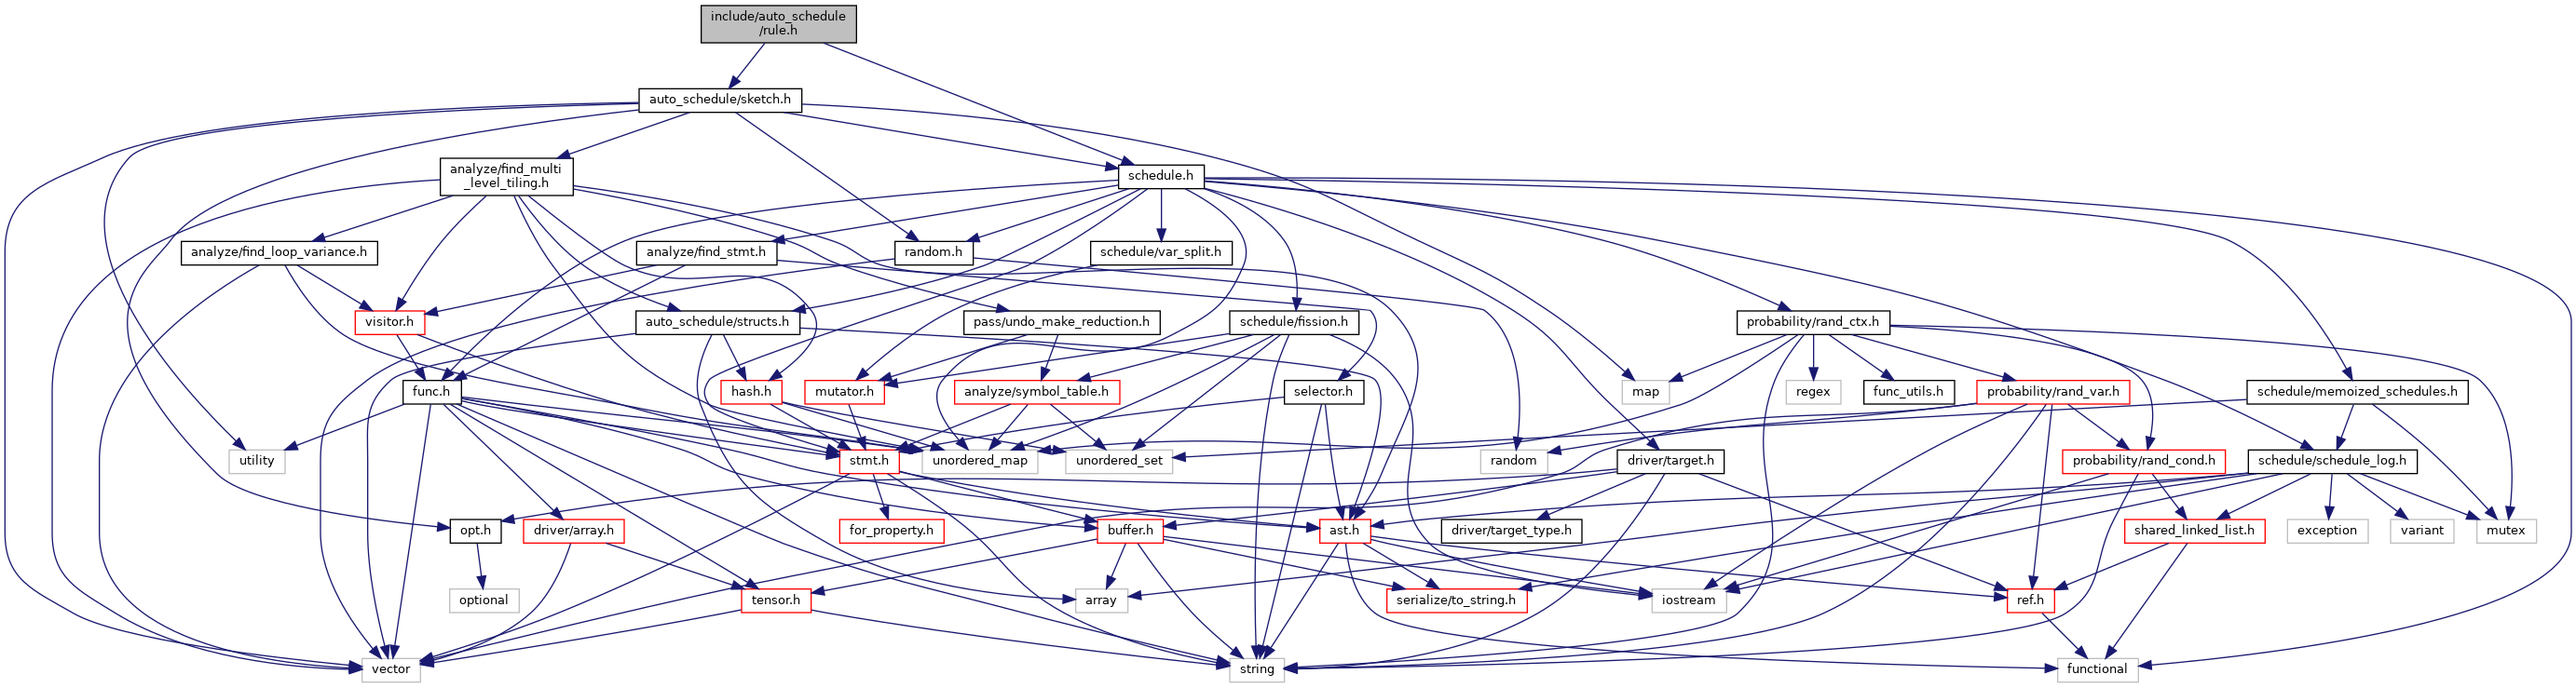 include/auto_schedule
/rule.h
auto_schedule/sketch.h
analyze/find_multi
_level_tiling.h
schedule.h
analyze/find_loop_variance.h
analyze/find_stmt.h
random.h
schedule/var_split.h
visitor.h
auto_schedule/structs.h
pass/undo_make_reduction.h
schedule/fission.h
probability/rand_ctx.h
func.h
hash.h
mutator.h
analyze/symbol_table.h
selector.h
map
regex
func_utils.h
probability/rand_var.h
schedule/memoized_schedules.h
utility
stmt.h
unordered_map
unordered_set
random
driver/target.h
probability/rand_cond.h
schedule/schedule_log.h
opt.h
driver/array.h
for_property.h
buffer.h
ast.h
driver/target_type.h
shared_linked_list.h
exception
variant
mutex
optional
tensor.h
array
serialize/to_string.h
iostream
ref.h
vector
string
functional